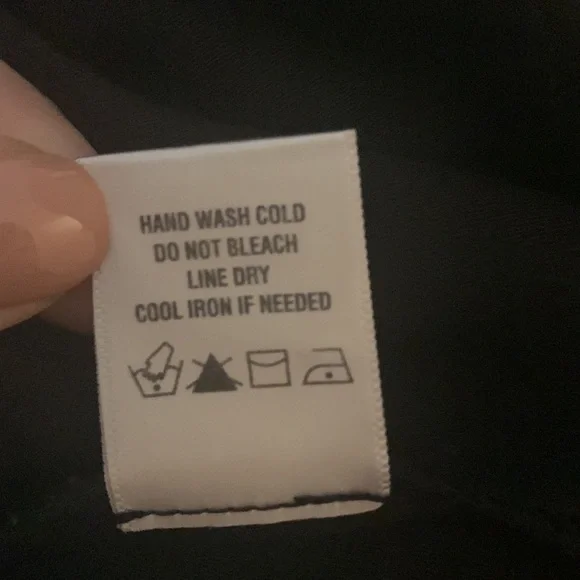 HAND WASH COLD
DO NOT BLEACH
LINE DRY
COOL IRON IF NEEDED